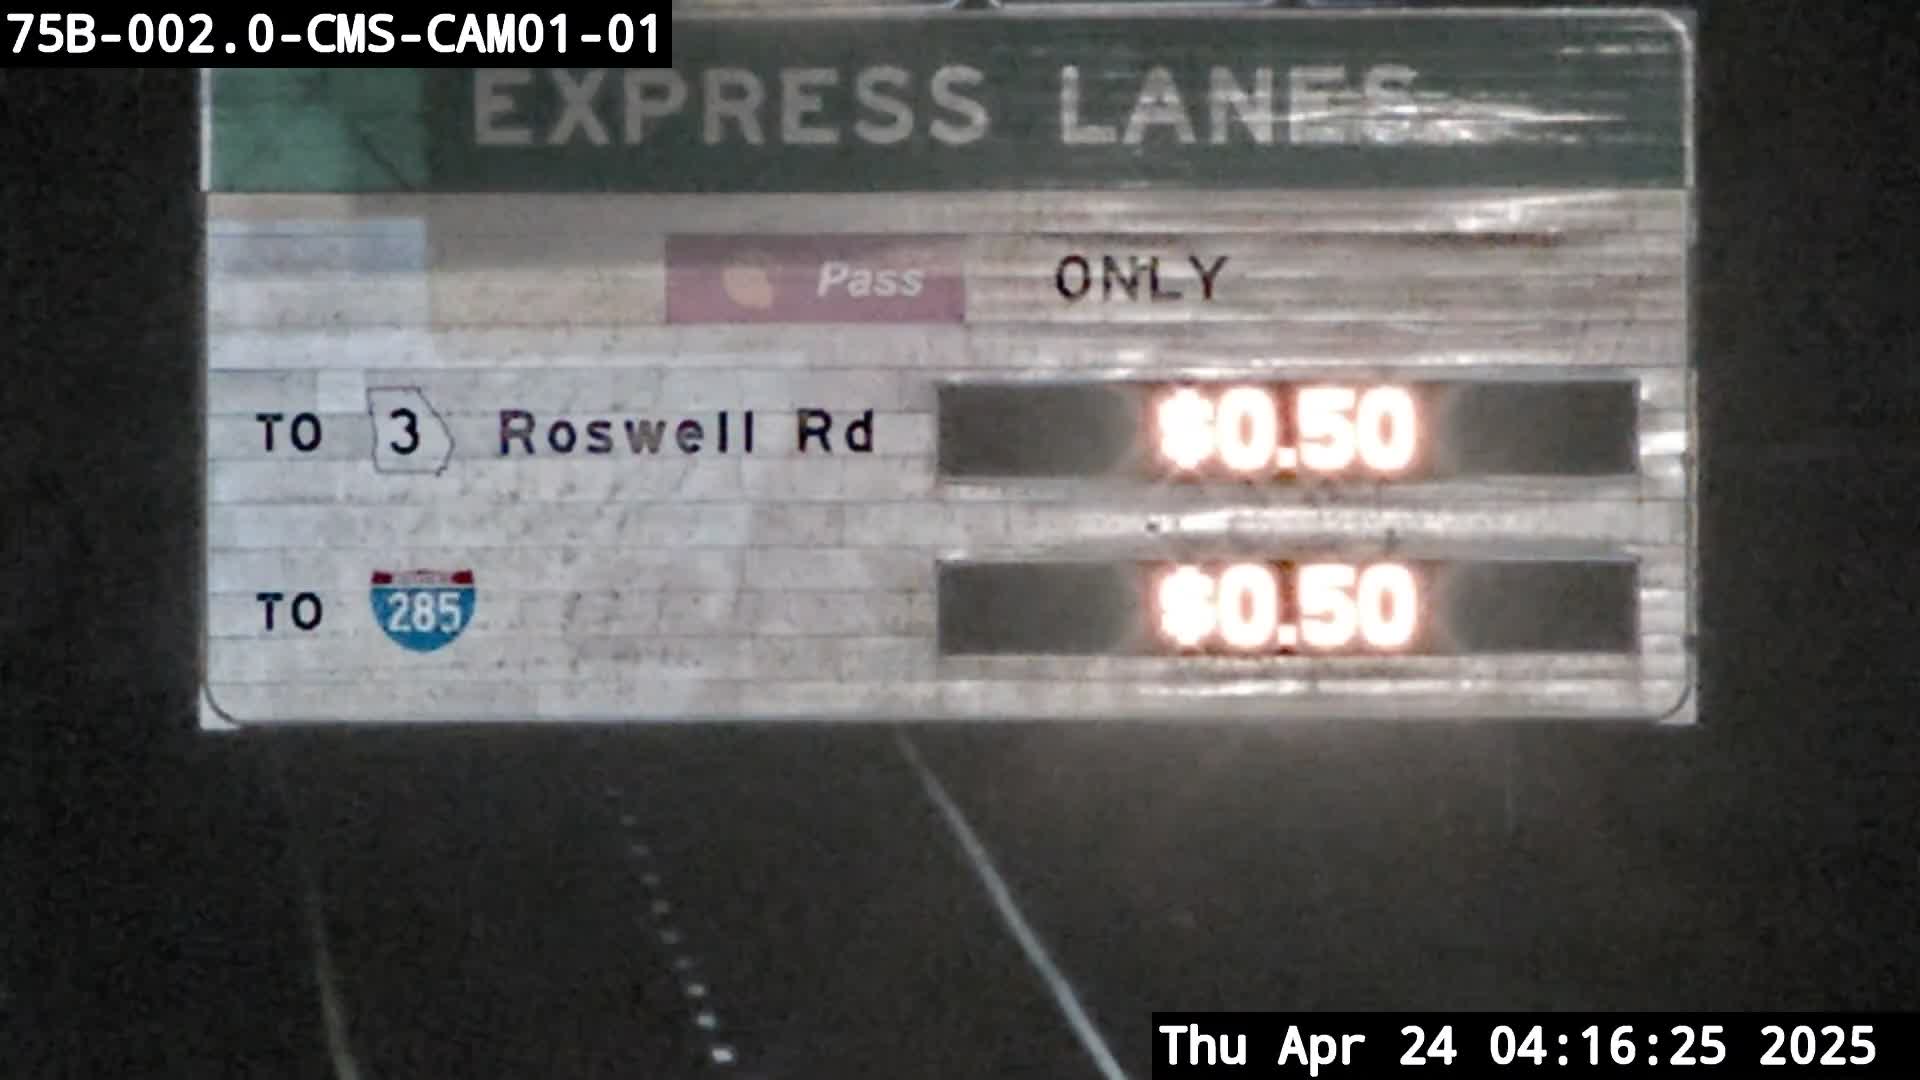 75B-002.0-CMS-CAM01-01
EXPRESS LANES
Pass ONLY
TO 3 Roswell Rd $0.50
TO 285 $0.50
Thu Apr 24 04:16:25 2025